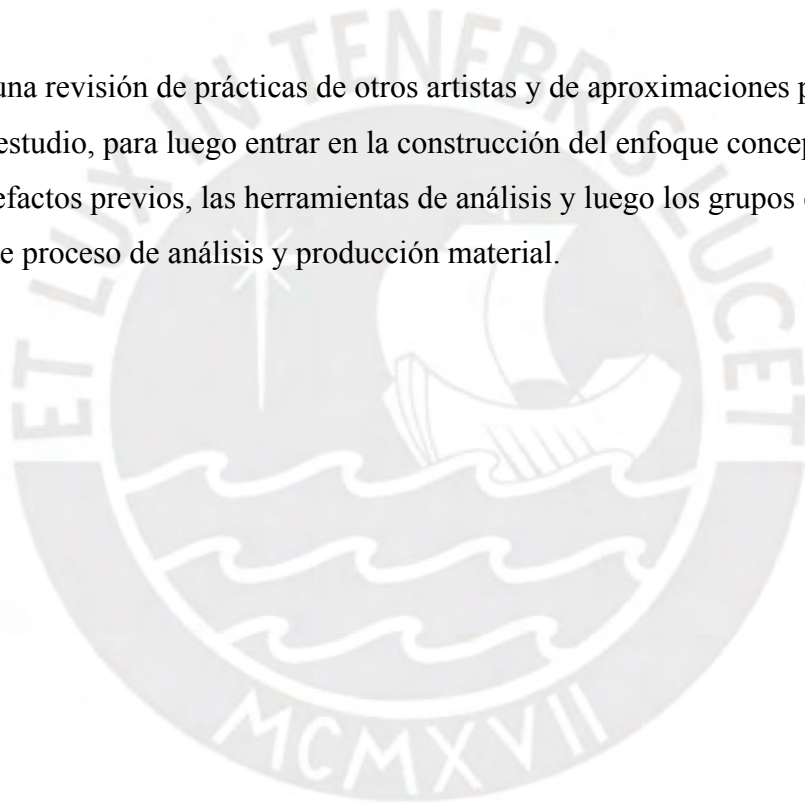 una revisión de prácticas de otros artistas y de aproximaciones
estudio, para luego entrar en la construcción del enfoque
efactos previos, las herramientas de análisis y luego los grupos
e proceso de análisis y producción material.
ET LUX IN TENEBRIS LUCET
MCMXVII